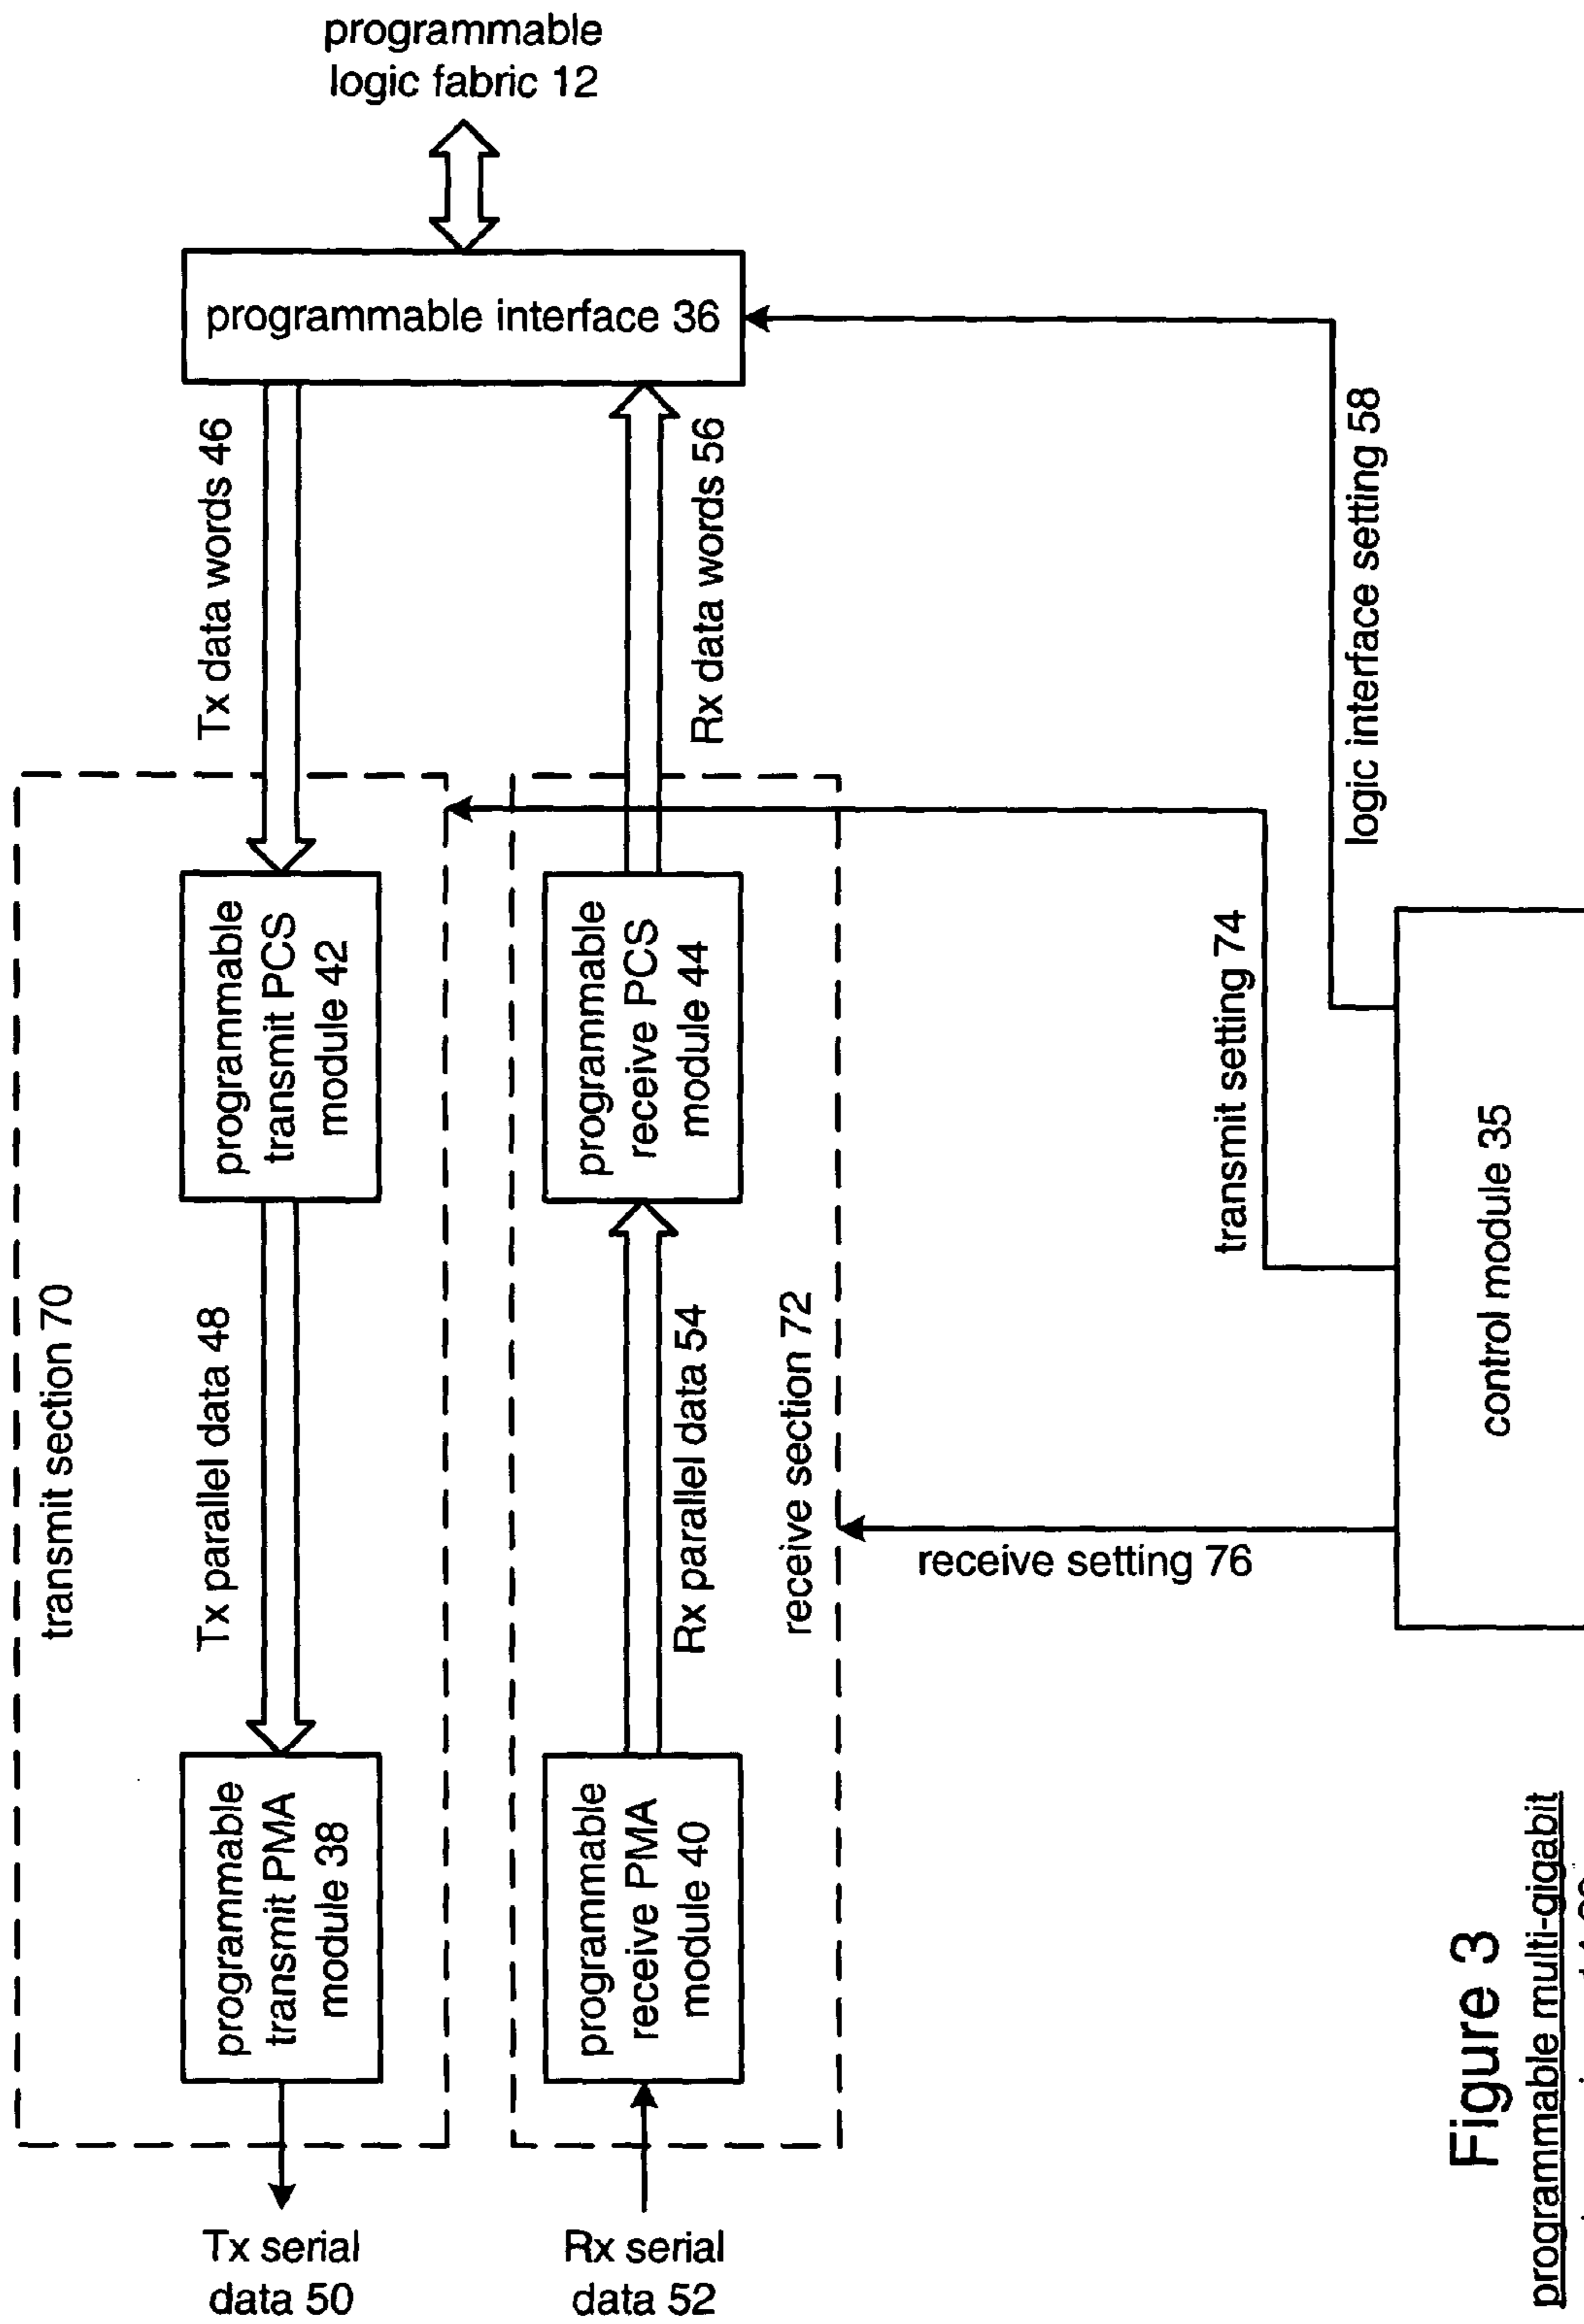 programmable
logic fabric 12
programmable interface 36
Tx data words 46
Rx data words 56
logic interface setting 58
programmable
transmit PCS
module 42
programmable
receive PCS
module 44
transmit setting 74
transmit section 70
Tx parallel data 48
Rx parallel data 54
receive section 72
receive setting 76
control module 35
programmable
transmit PMA
module 38
programmable
receive PMA
module 40
Tx serial
data 50
Rx serial
data 52
Figure 3
programmable multi-gigabit